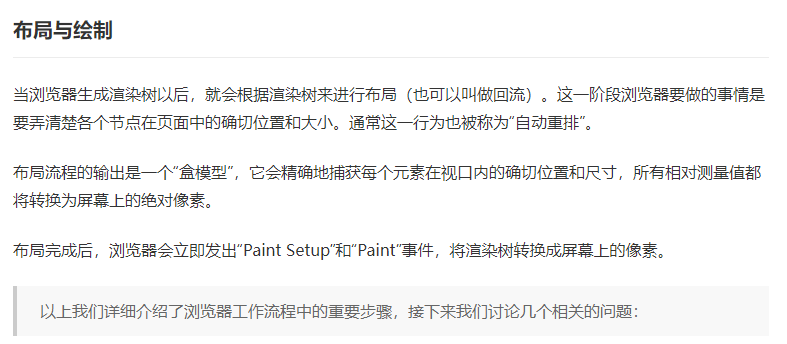 布局与绘制
当浏览器生成渲染树以后，就会根据渲染树来进行布局（也可以叫做回流）。这一阶段浏览器要做的事情是
要弄清楚各个节点在页面中的确切位置和大小。通常这一行为也被称为“自动重排”。
布局流程的输出是一个“盒模型”，它会精确地捕获每个元素在视口内的确切位置和尺寸，所有相对测量值都
将转换为屏幕上的绝对像素。
布局完成后，浏览器会立即发出“Paint Setup”和“Paint”事件，将渲染树转换成屏幕上的像素。
以上我们详细介绍了浏览器工作流程中的重要步骤，接下来我们讨论几个相关的问题：